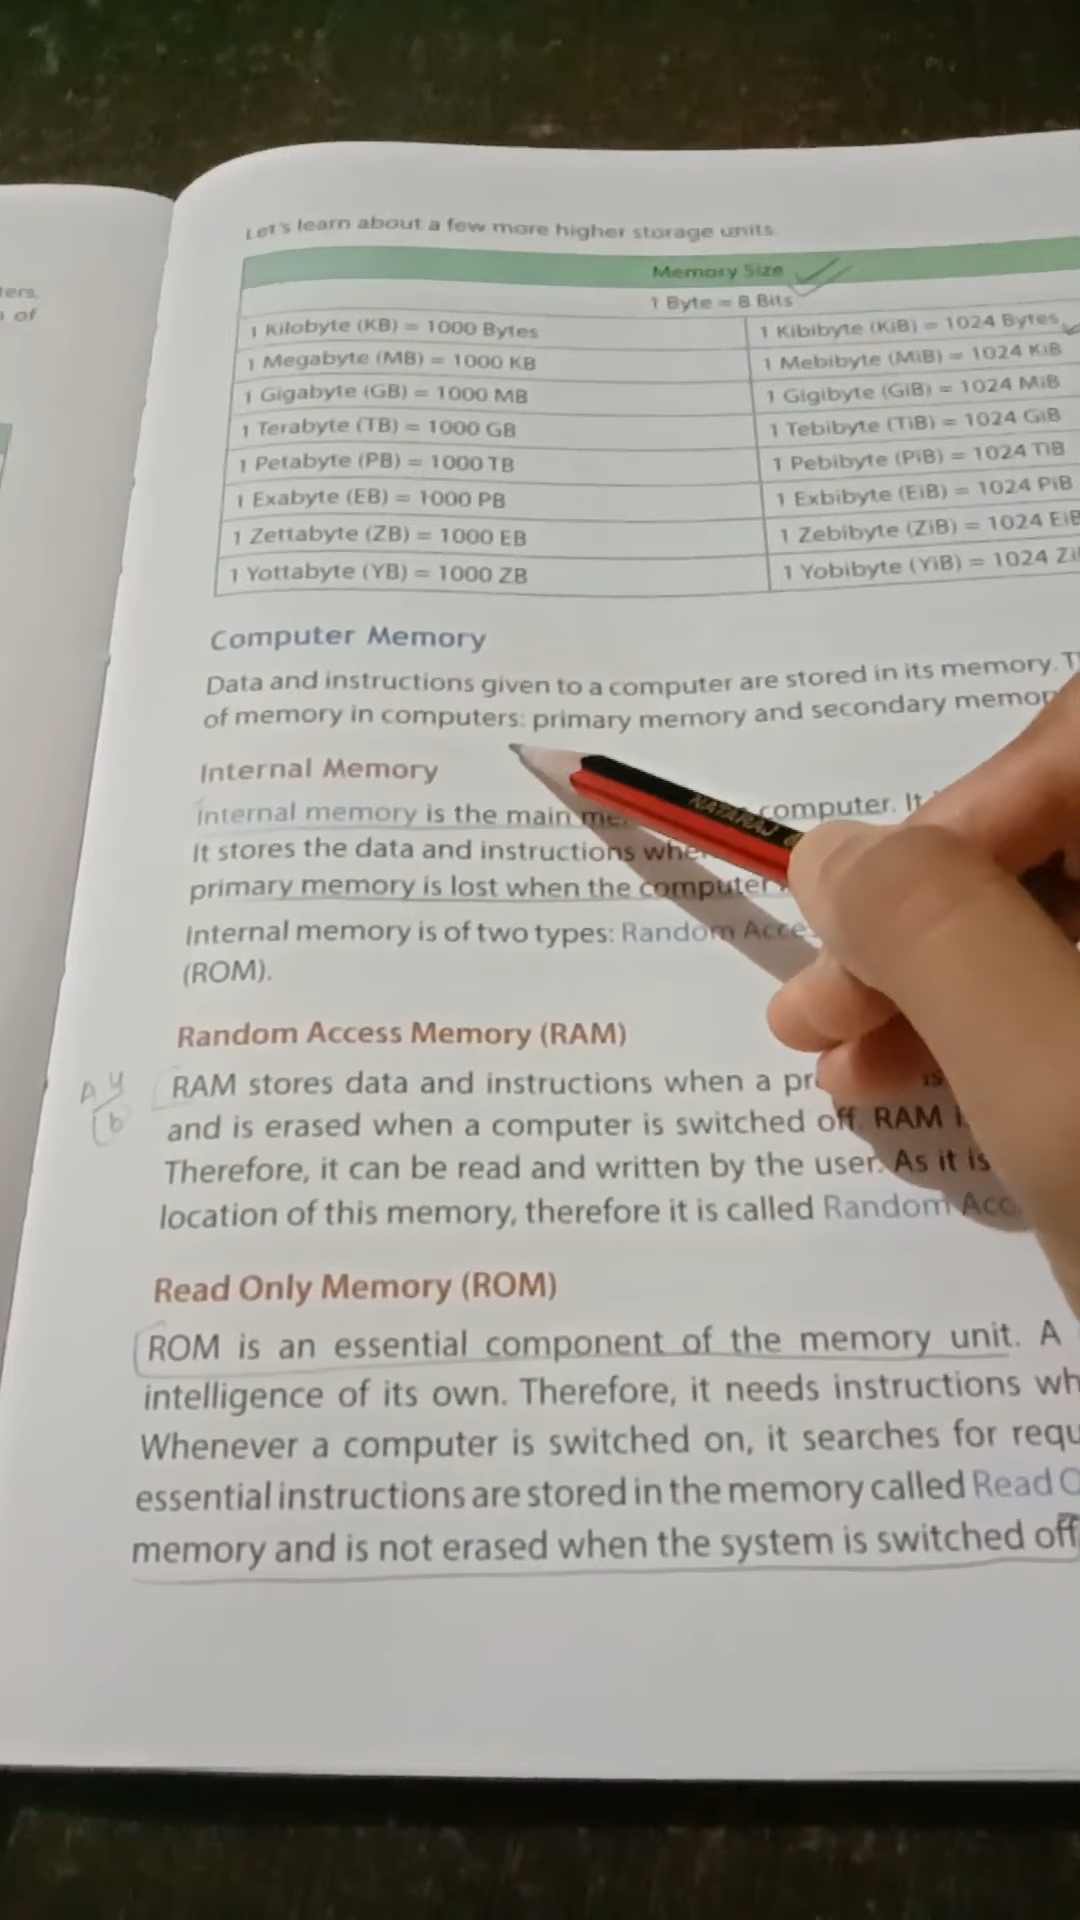 ters,
of
Let's learn about a few more higher storage units.
Memory Size
1 Byte = 8 Bits
1 Kilobyte (KB) = 1000 Bytes
1 Kibibyte (KiB) = 1024 Bytes
1 Megabyte (MB) = 1000 KB
1 Mebibyte (MiB) = 1024 KiB
1 Gigabyte (GB) = 1000 MB
1 Gigibyte (GiB) = 1024 MiB
1 Terabyte (TB) = 1000 GB
1 Tebibyte (TiB) = 1024 GiB
1 Petabyte (PB) = 1000 TB
1 Pebibyte (PiB) = 1024 TiB
1 Exabyte (EB) = 1000 PB
1 Exbibyte (EiB) = 1024 PiB
1 Zettabyte (ZB) = 1000 EB
1 Zebibyte (ZiB) = 1024 EiB
1 Yottabyte (YB) = 1000 ZB
1 Yobibyte (YiB) = 1024
Computer Memory
Data and instructions given to a computer are stored in its memory.
of memory in computers: primary memory and secondary
Internal Memory
Internal memory is the main computer. It
It stores the data and instructions
primary memory is lost when the computer
Internal memory is of two types: Random
(ROM).
Random Access Memory (RAM)
RAM stores data and instructions when a
and is erased when a computer is switched off. RAM
Therefore, it can be read and written by the user. As it is
location of this memory, therefore it is called Random
Read Only Memory (ROM)
ROM is an essential component of the memory unit. A
intelligence of its own. Therefore, it needs instructions
Whenever a computer is switched on, it searches for
essential instructions are stored in the memory called Read
memory and is not erased when the system is switched off
NATARAJ